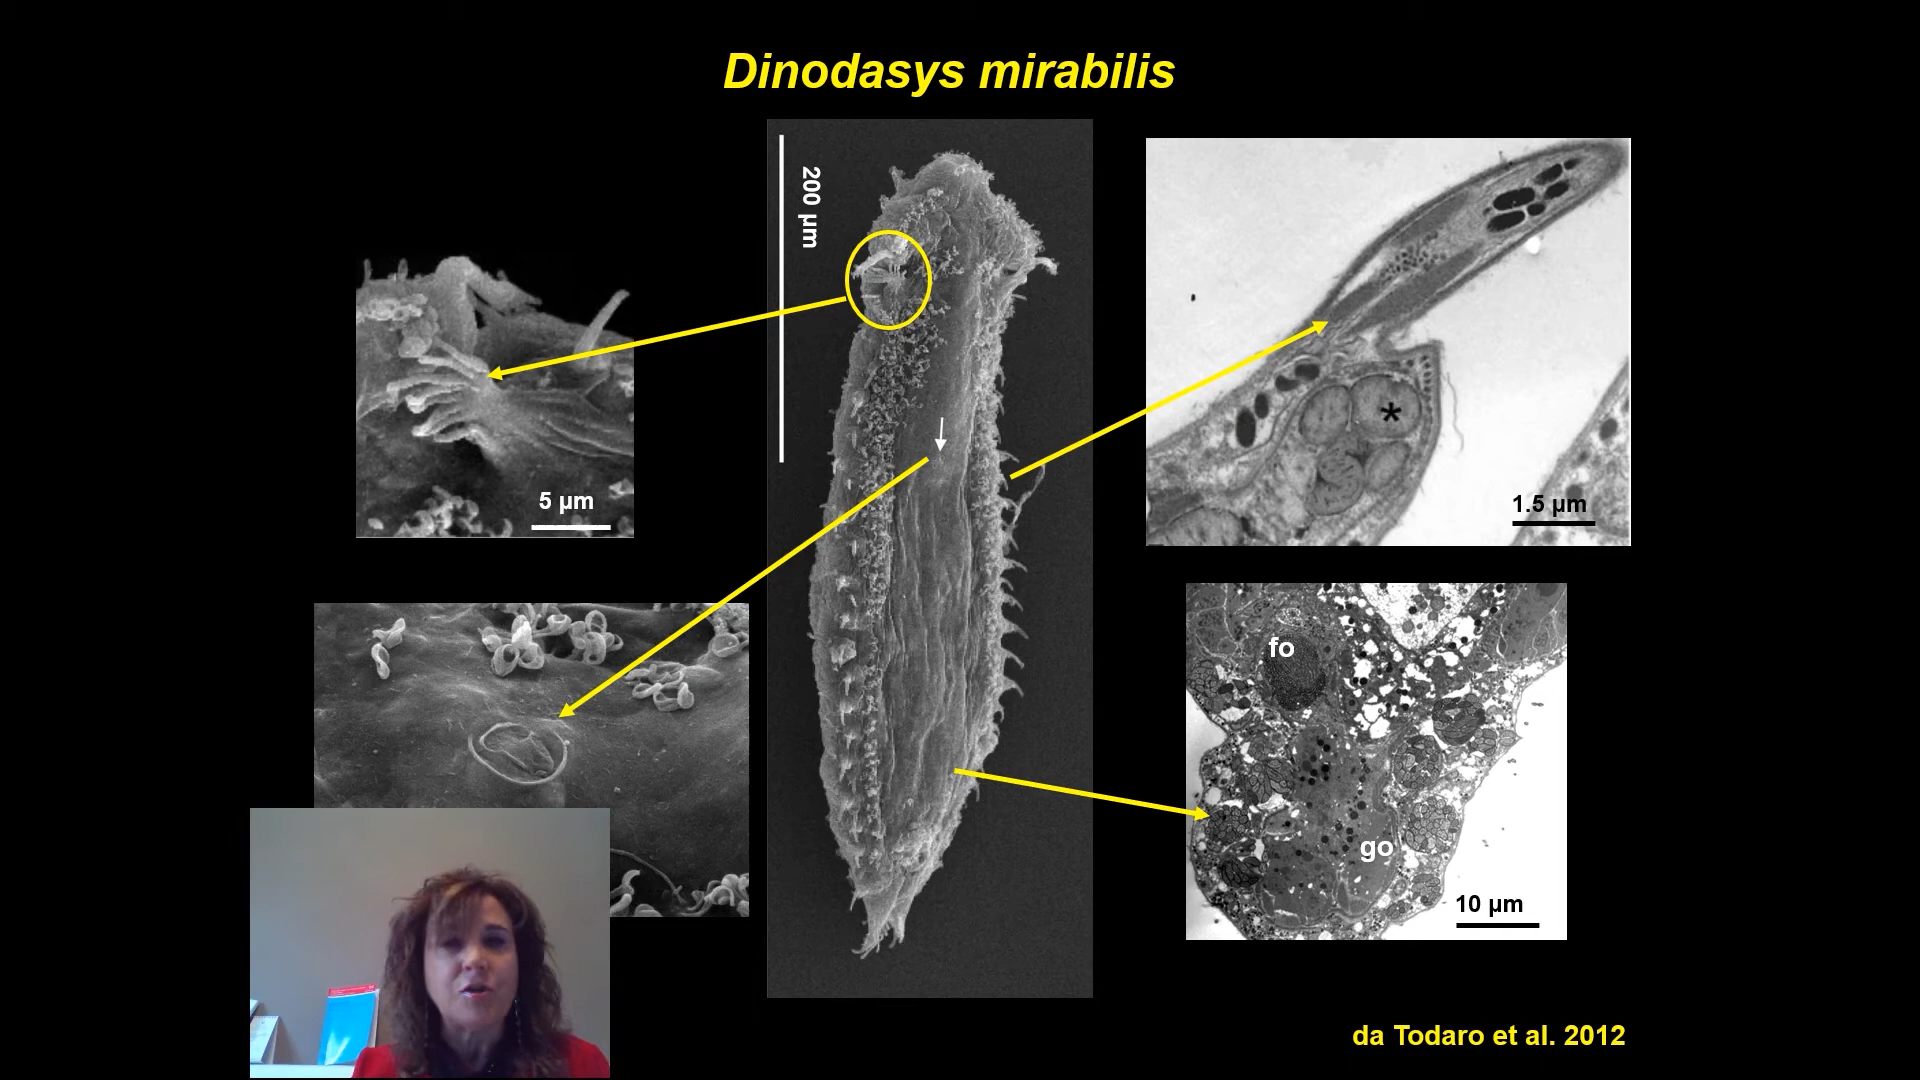 Dinodasys mirabilis
200 µm
5 µm
*
1.5 µm
fo
go
10 µm
da Todaro et al. 2012